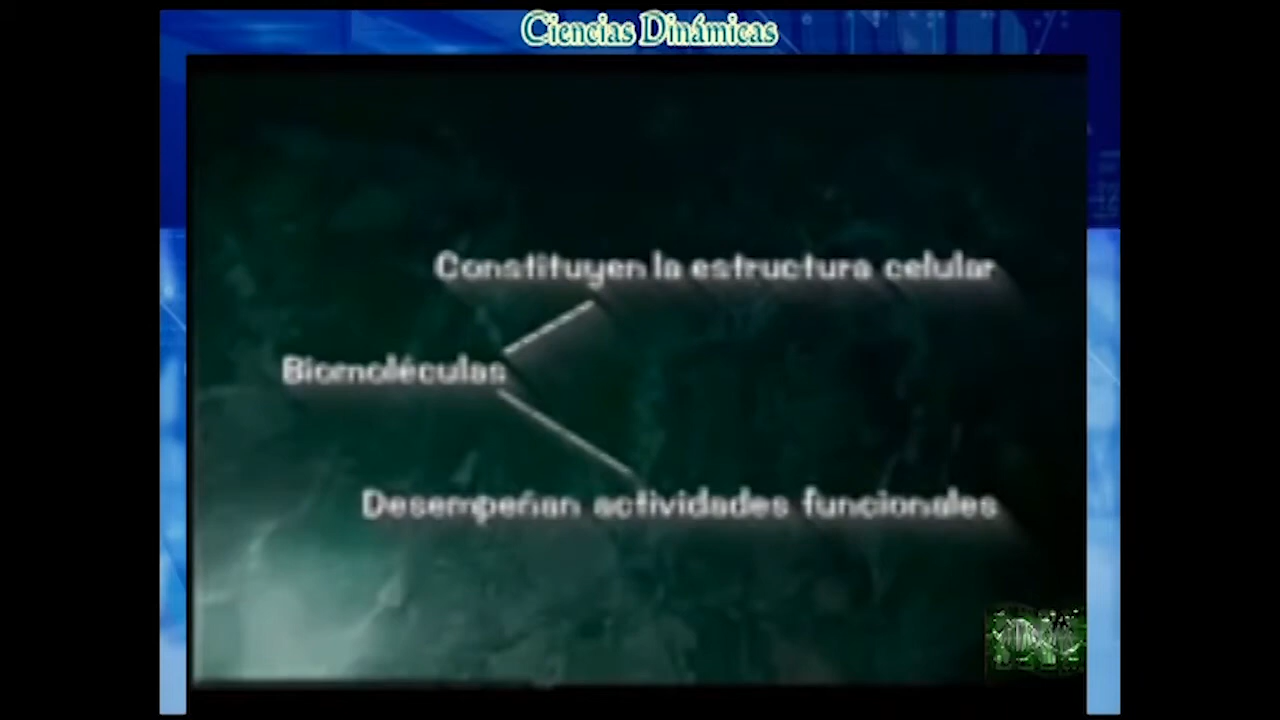 Ciencias Dinámicas
Constituyen la estructura celular
Biomoléculas
Desempeñan actividades funcionales